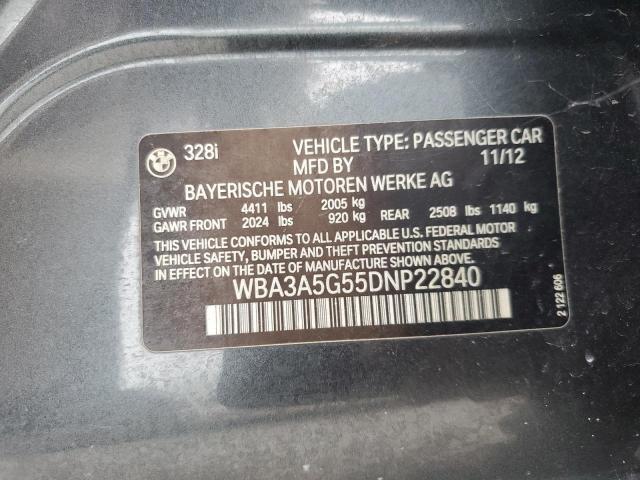 328i VEHICLE TYPE: PASSENGER CAR
MFD BY 11/12
BAYERISCHE MOTOREN WERKE AG
GVWR 4411 lbs 2005 kg
GAWR FRONT 2024 lbs 920 kg REAR 2508 lbs 1140 kg
THIS VEHICLE CONFORMS TO ALL APPLICABLE U.S. FEDERAL MOTOR
VEHICLE SAFETY, BUMPER AND THEFT PREVENTION STANDARDS
IN EFFECT ON THE DATE OF MANUFACTURE SHOWN ABOVE.
WBA3A5G55DNP22840
2 122 606